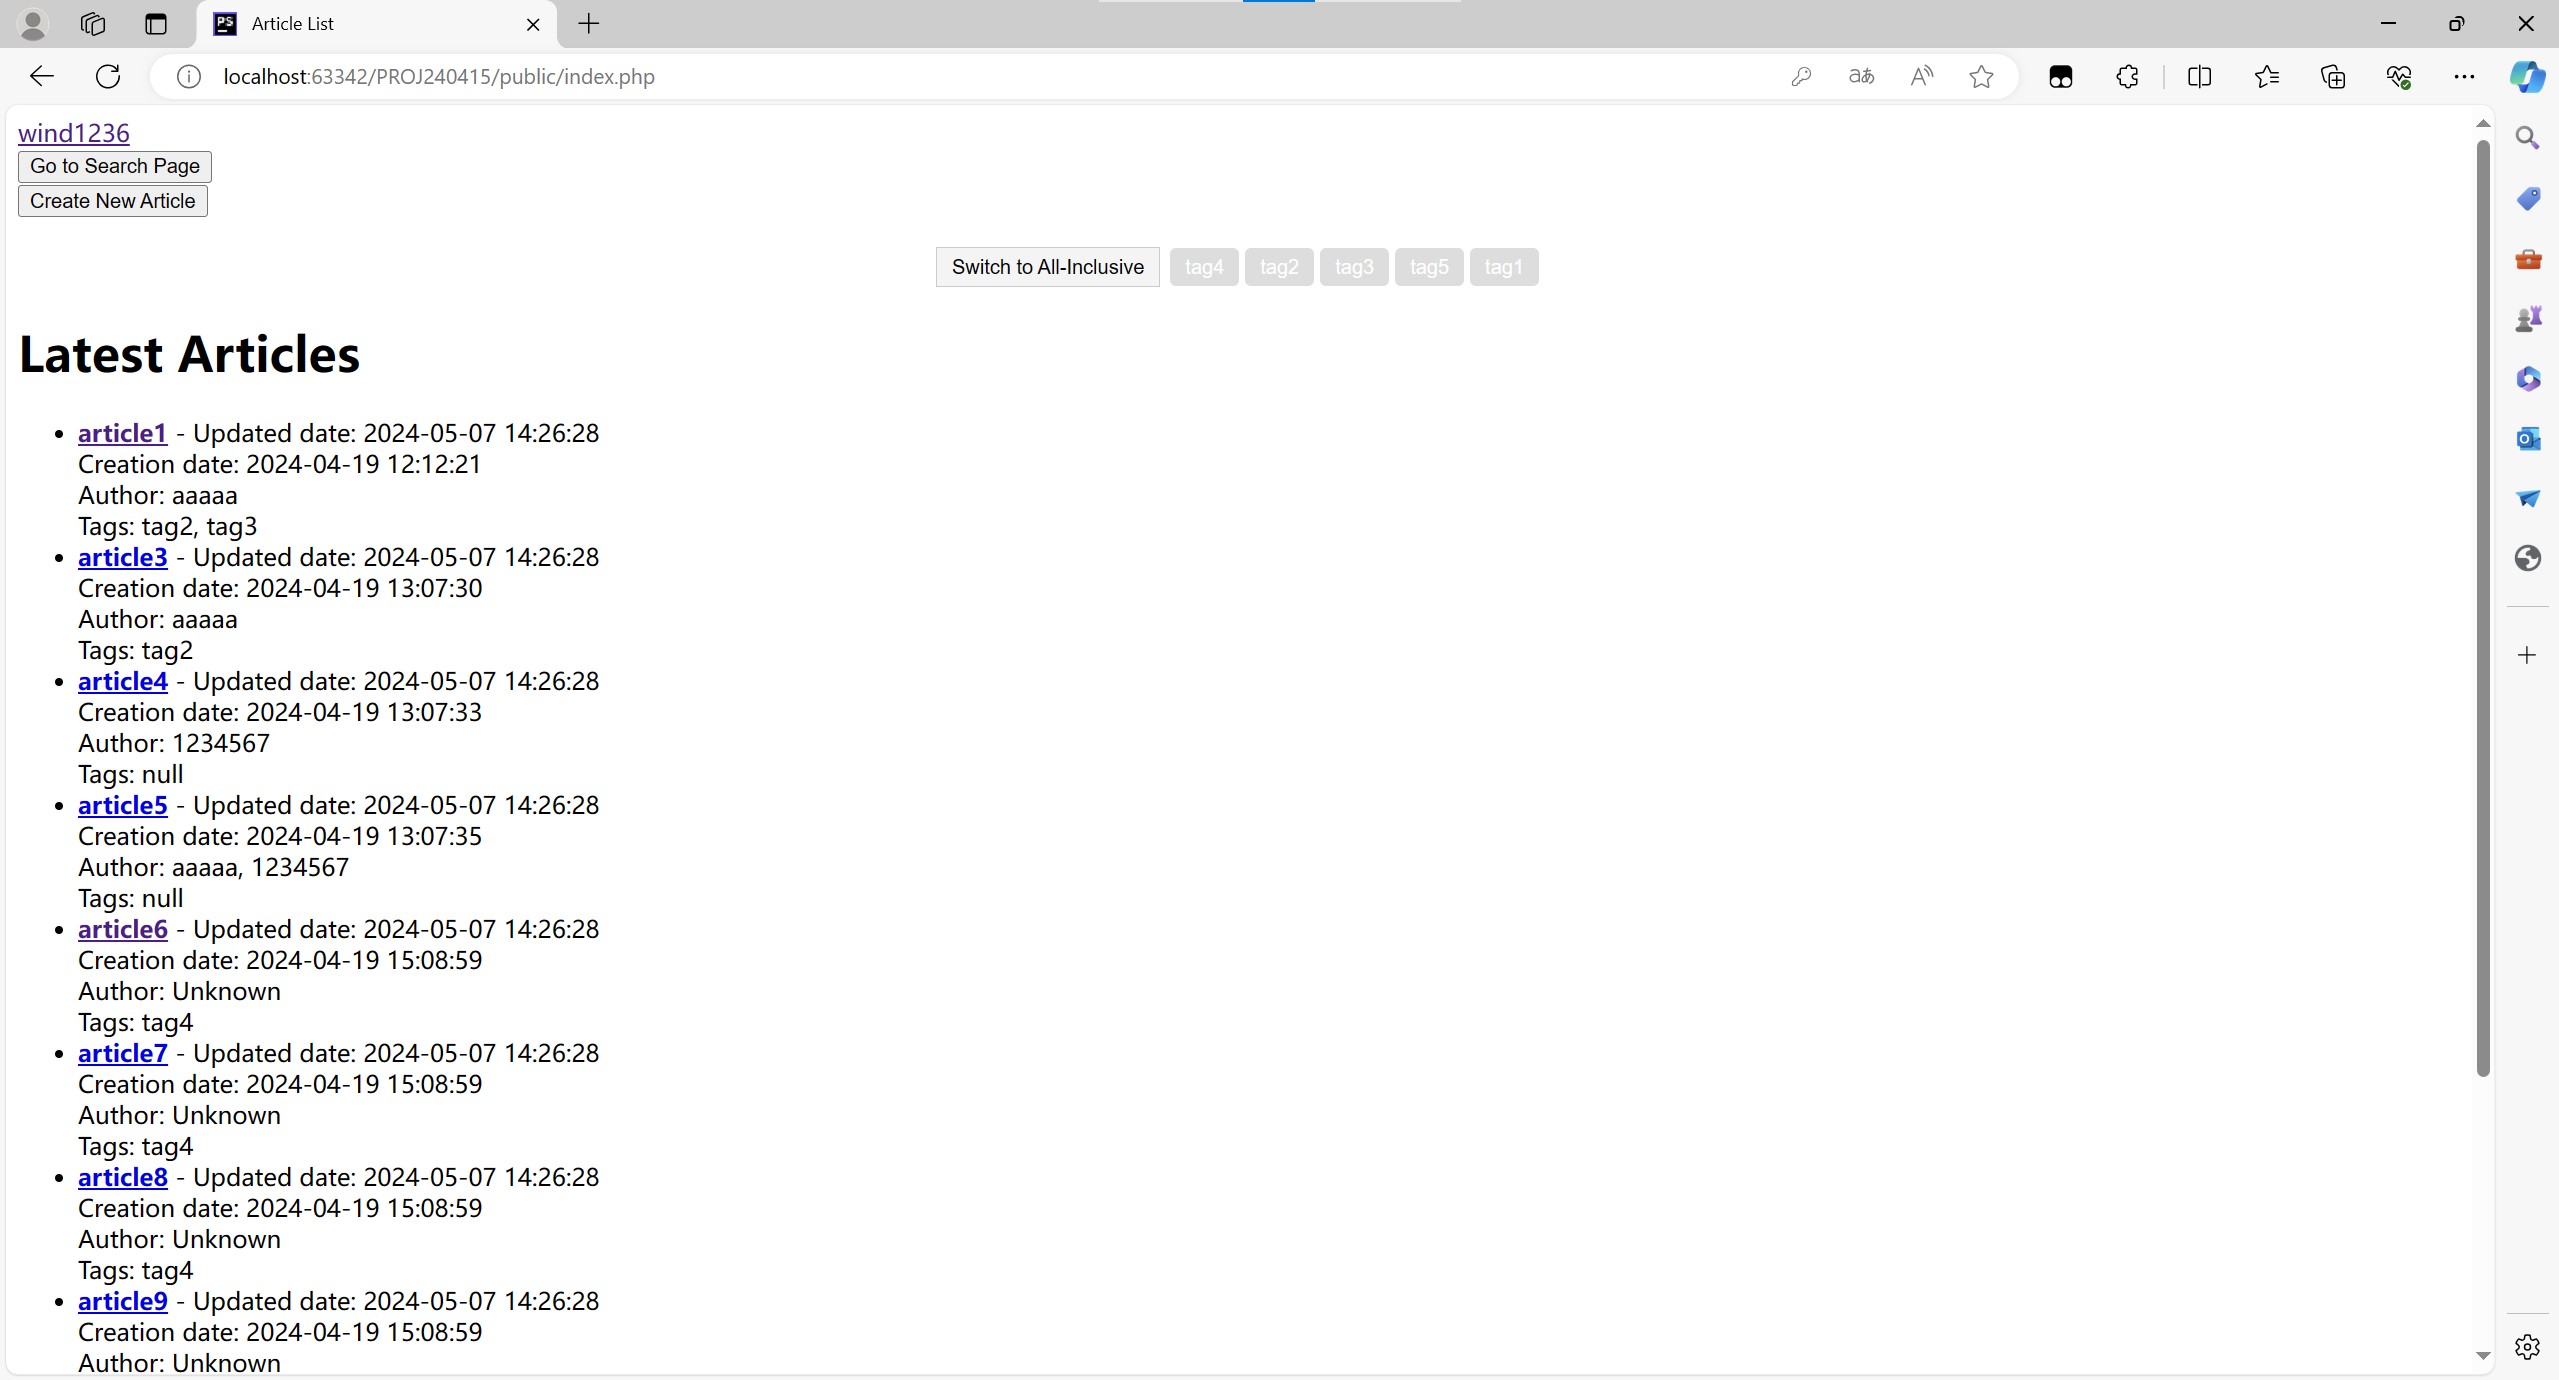 Article List
localhost:63342/PROJ240415/public/index.php
wind1236
Go to Search Page
Create New Article
Switch to All-Inclusive tag4 tag2 tag3 tag5 tag1
Latest Articles
article1 - Updated date: 2024-05-07 14:26:28
Creation date: 2024-04-19 12:12:21
Author: aaaaa
Tags: tag2, tag3
article3 - Updated date: 2024-05-07 14:26:28
Creation date: 2024-04-19 13:07:30
Author: aaaaa
Tags: tag2
article4 - Updated date: 2024-05-07 14:26:28
Creation date: 2024-04-19 13:07:33
Author: 1234567
Tags: null
article5 - Updated date: 2024-05-07 14:26:28
Creation date: 2024-04-19 13:07:35
Author: aaaaa, 1234567
Tags: null
article6 - Updated date: 2024-05-07 14:26:28
Creation date: 2024-04-19 15:08:59
Author: Unknown
Tags: tag4
article7 - Updated date: 2024-05-07 14:26:28
Creation date: 2024-04-19 15:08:59
Author: Unknown
Tags: tag4
article8 - Updated date: 2024-05-07 14:26:28
Creation date: 2024-04-19 15:08:59
Author: Unknown
Tags: tag4
article9 - Updated date: 2024-05-07 14:26:28
Creation date: 2024-04-19 15:08:59
Author: Unknown